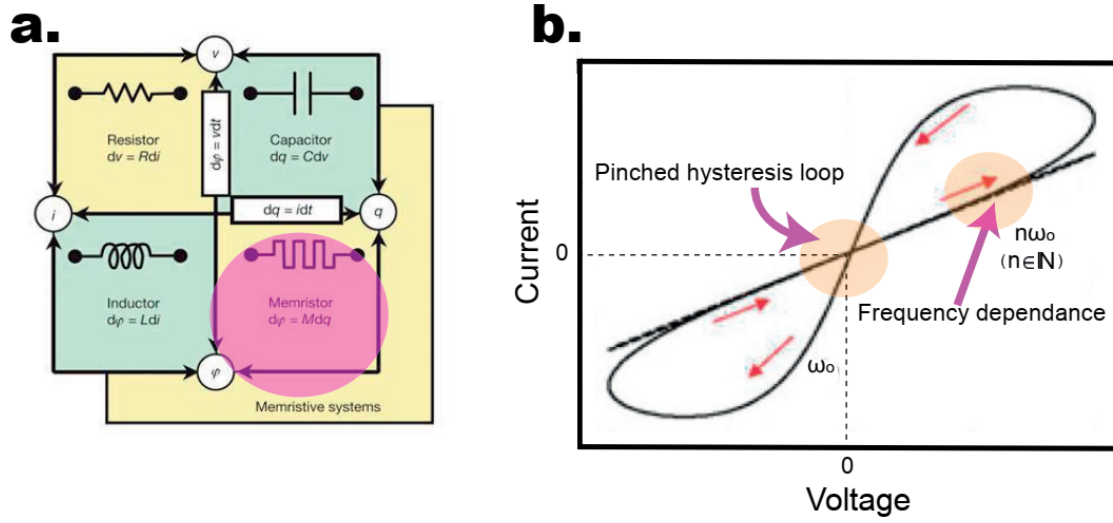 a.
v
Resistor
dv = Rdi
dφ = vdt
Capacitor
dq = Cdv
i
dq = idt
q
Inductor
dφ = Ldi
Memristor
dφ = Mdq
φ
Memristive systems
b.
Current
Pinched hysteresis loop
0
nω₀
(n∈ℕ)
Frequency dependance
ω₀
0
Voltage